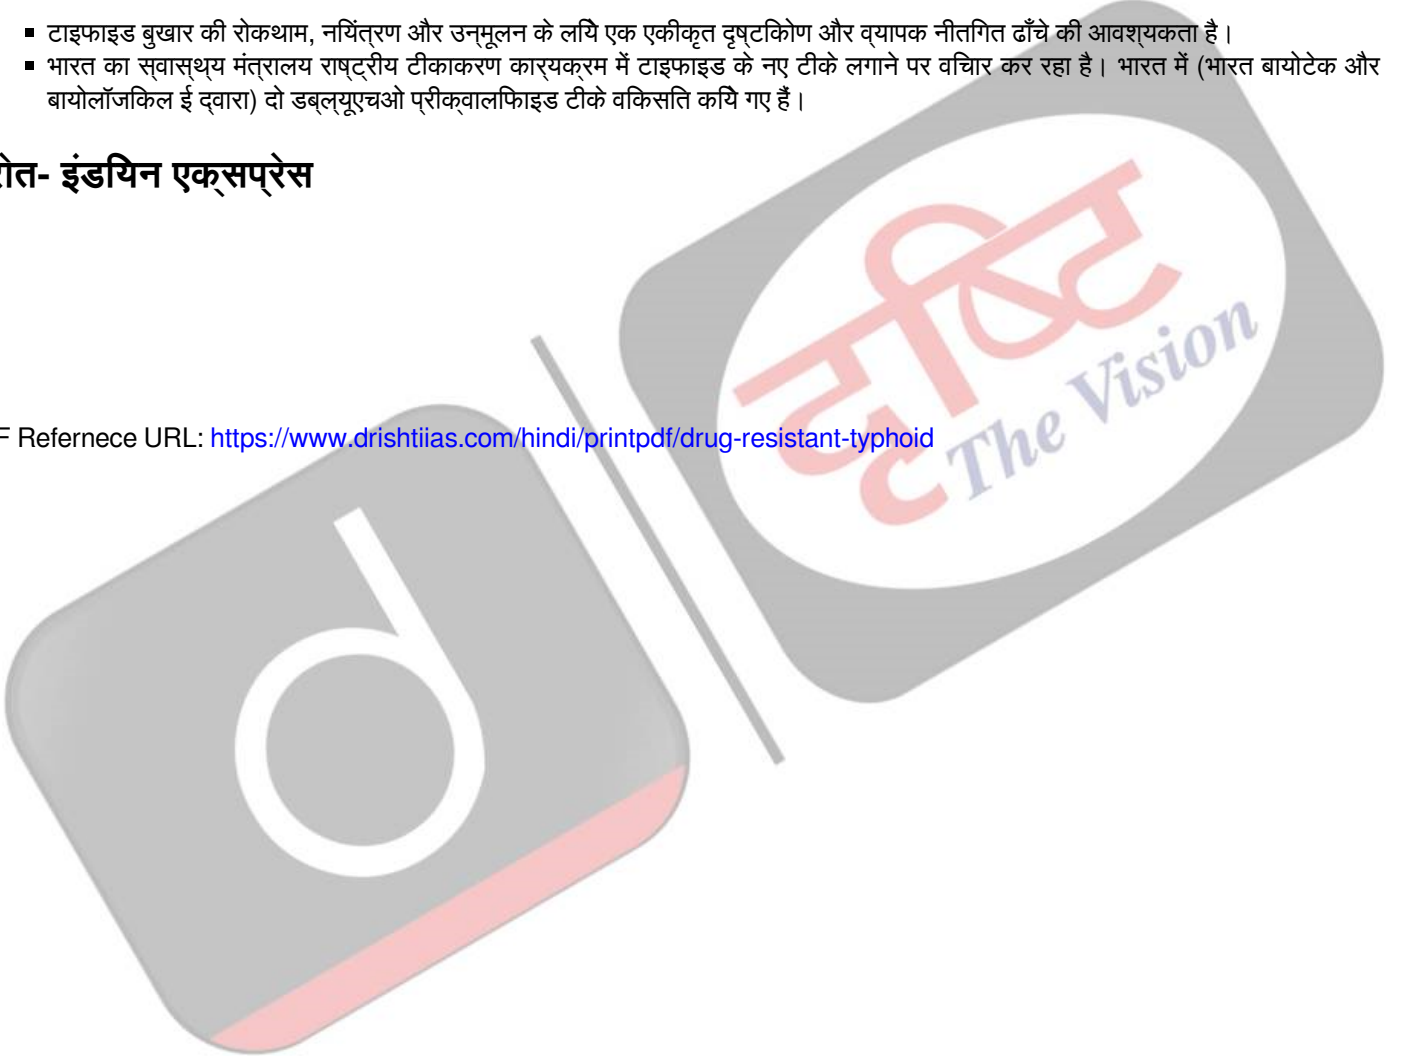 ▪ टाइफाइड बुखार की रोकथाम, नियंत्रण और उन्मूलन के लिये एक एकीकृत दृष्टिकोण और व्यापक नीतिगत ढाँचे की आवश्यकता है।
▪ भारत का स्वास्थ्य मंत्रालय राष्ट्रीय टीकाकरण कार्यक्रम में टाइफाइड के नए टीके लगाने पर विचार कर रहा है। भारत में (भारत बायोटेक और
बायोलॉजिकल ई द्वारा) दो डब्ल्यूएचओ प्रीक्वालिफाइड टीके विकसित किये गए हैं।
रोत- इंडियन एक्सप्रेस
दृष्टि
The Vision
F Refernece URL: https://www.drishtiias.com/hindi/printpdf/drug-resistant-typhoid
d